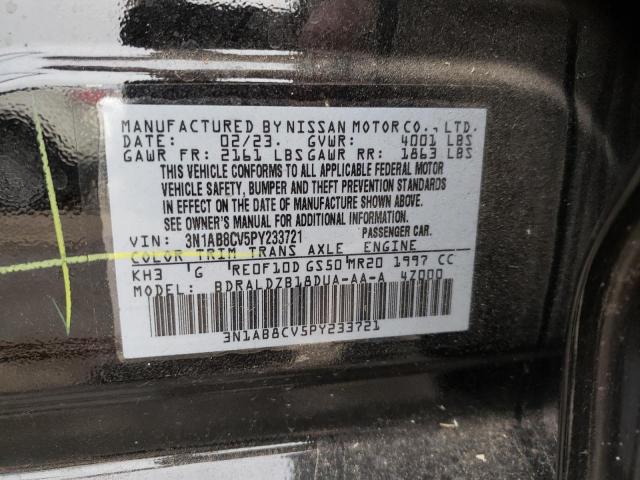 MANUFACTURED BY NISSAN MOTOR CO., LTD.
DATE: 02/23. GVWR: 4001 LBS
GAWR FR: 2161 LBS GAWR RR: 1863 LBS
THIS VEHICLE CONFORMS TO ALL APPLICABLE FEDERAL MOTOR
VEHICLE SAFETY, BUMPER AND THEFT PREVENTION STANDARDS
IN EFFECT ON THE DATE OF MANUFACTURE SHOWN ABOVE.
SEE OWNER'S MANUAL FOR ADDITIONAL INFORMATION.
VIN: 3N1AB8CV5PY233721 PASSENGER CAR.
COLOR TRIM TRANS AXLE ENGINE
KH3 G RE0F10D GS50 MR20 1997 CC
MODEL: BDRALDZB18DUA-AA-A 4Z000
3N1AB8CV5PY233721